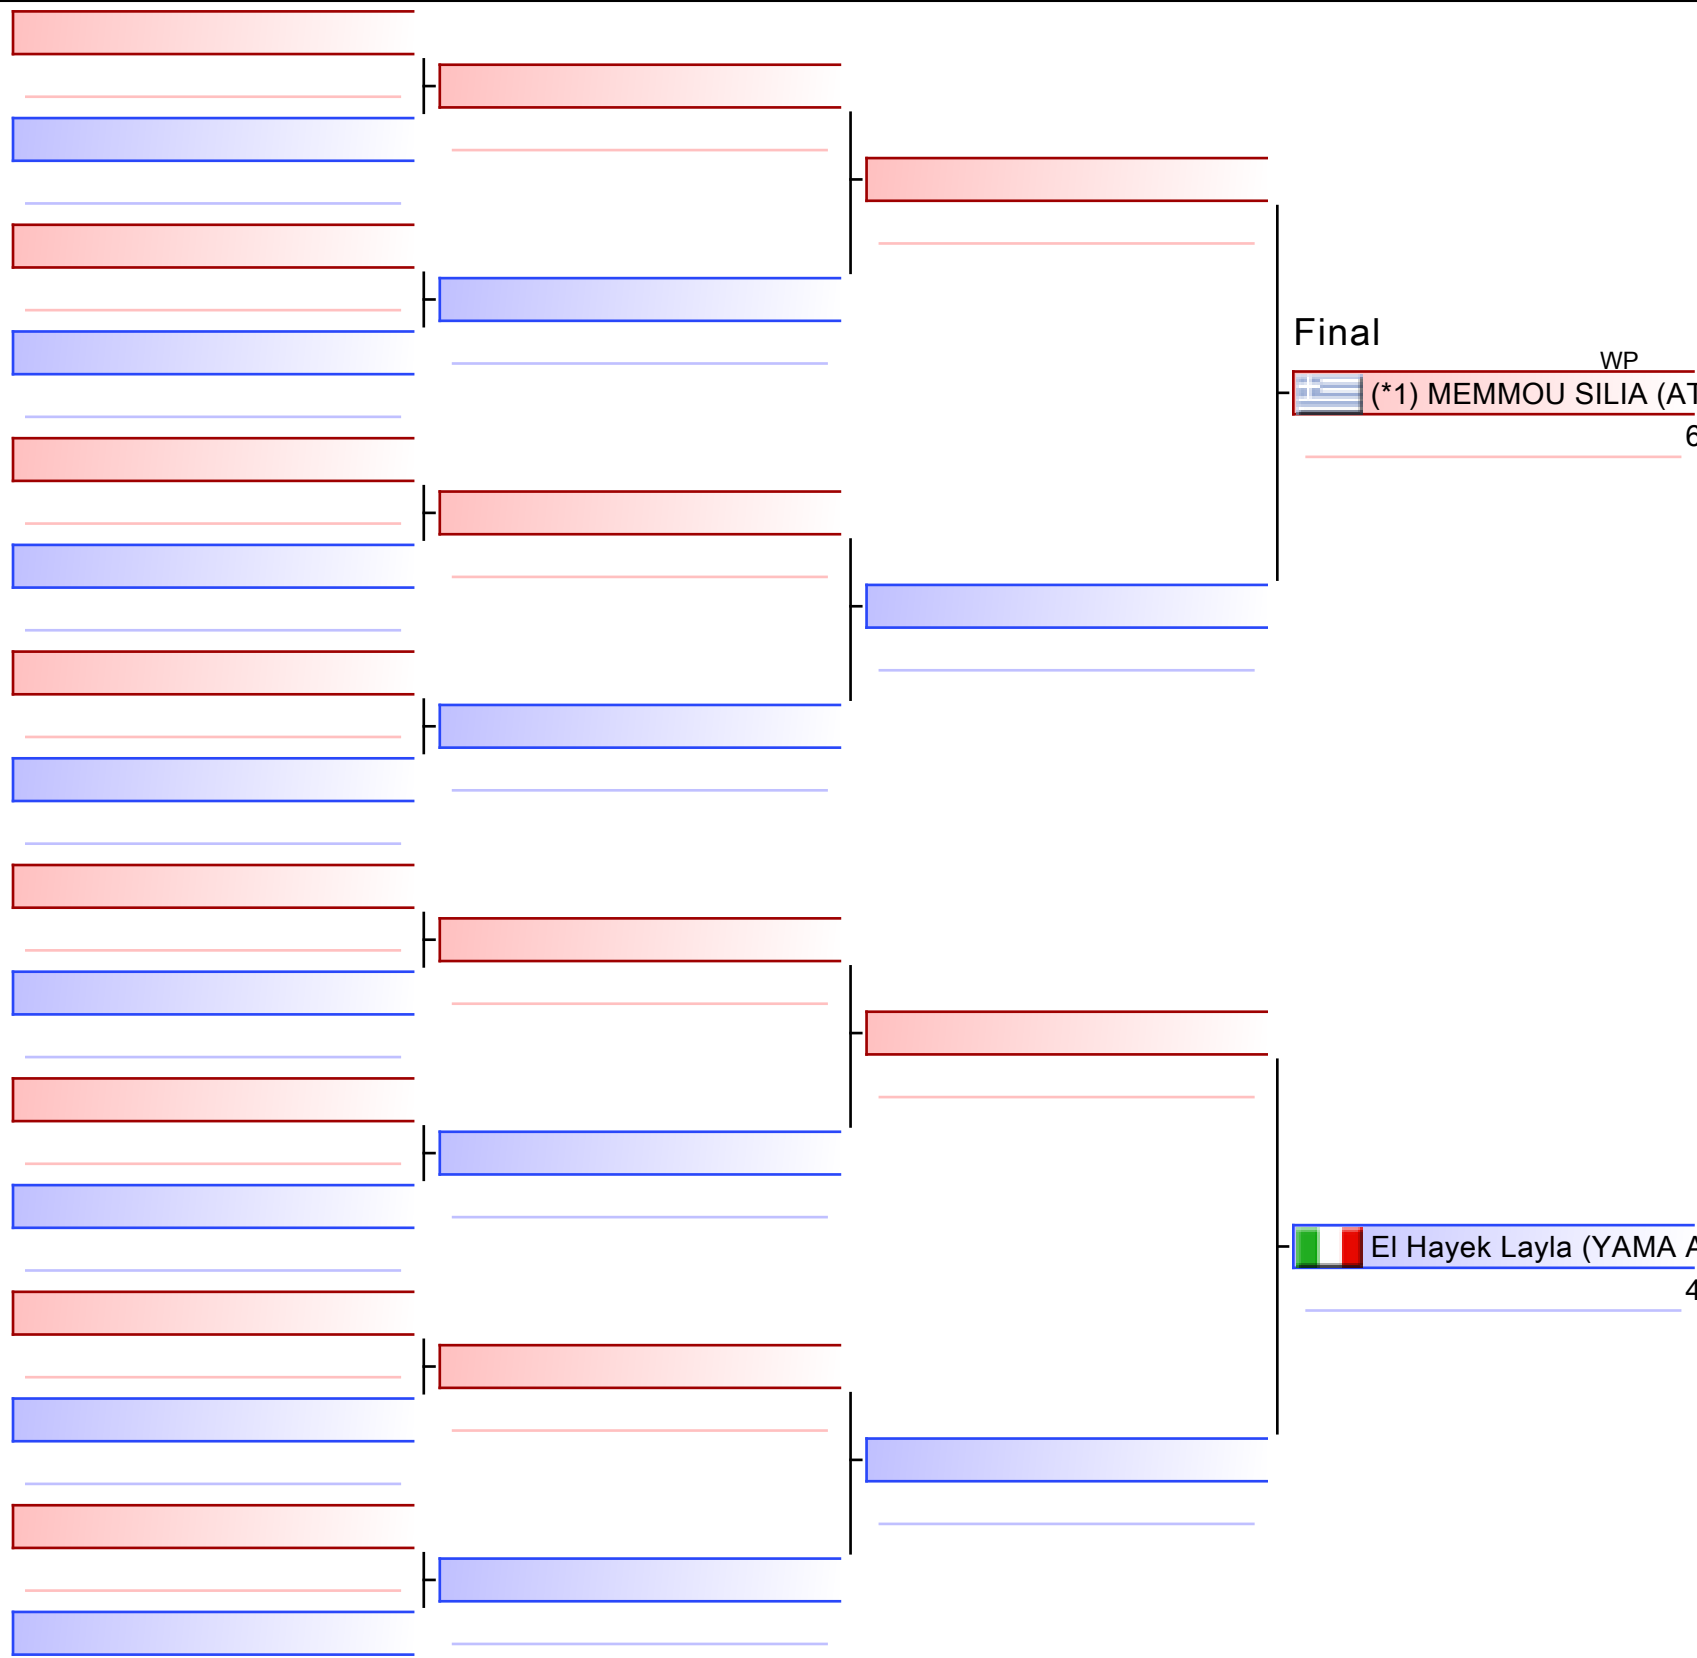 Final
WP
(*1) MEMMOU SILIA (AT
6
El Hayek Layla (YAMA A
4